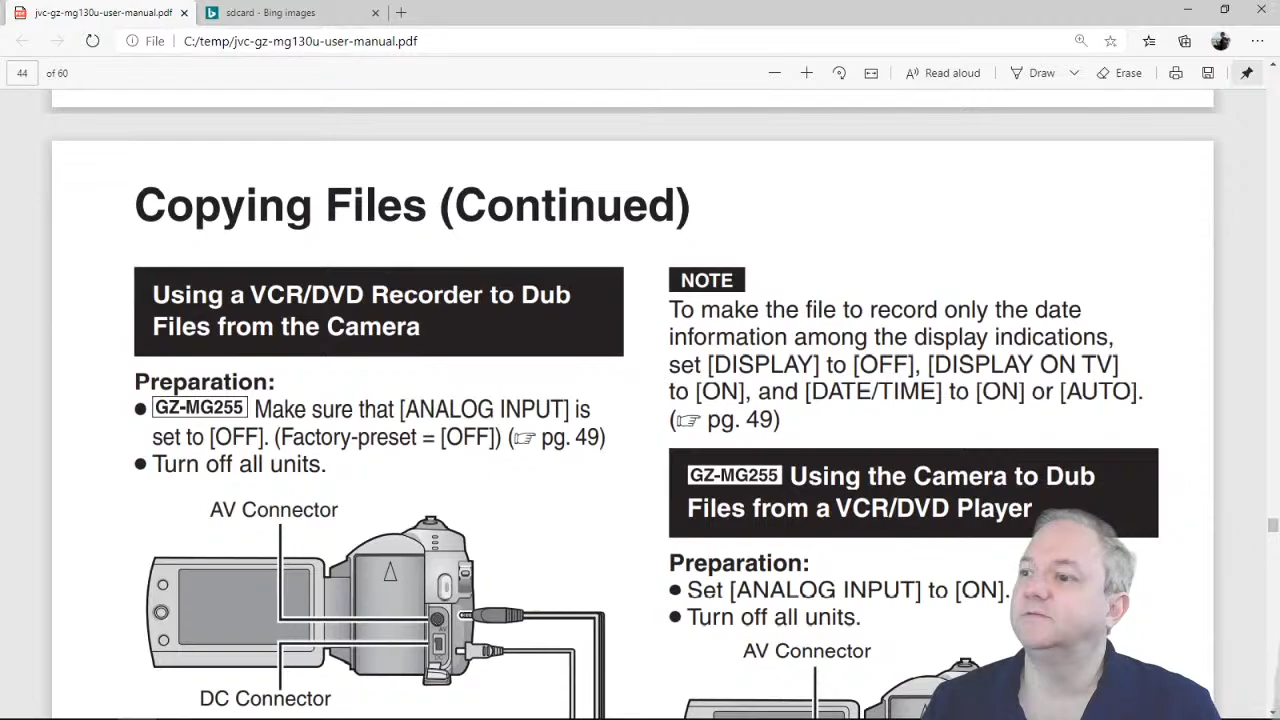 jvc-gz-mg130u-user-manual.pdf
sdcard - Bing images
File
C:/temp/jvc-gz-mg130u-user-manual.pdf
44 of 60
Read aloud
Draw
Erase
Copying Files (Continued)
Using a VCR/DVD Recorder to Dub
Files from the Camera
Preparation:
● GZ-MG255 Make sure that [ANALOG INPUT] is
set to [OFF]. (Factory-preset = [OFF]) (☞ pg. 49)
● Turn off all units.
AV Connector
DC Connector
NOTE
To make the file to record only the date
information among the display indications,
set [DISPLAY] to [OFF], [DISPLAY ON TV]
to [ON], and [DATE/TIME] to [ON] or [AUTO].
(☞ pg. 49)
GZ-MG255 Using the Camera to Dub
Files from a VCR/DVD Player
Preparation:
● Set [ANALOG INPUT] to [ON].
● Turn off all units.
AV Connector